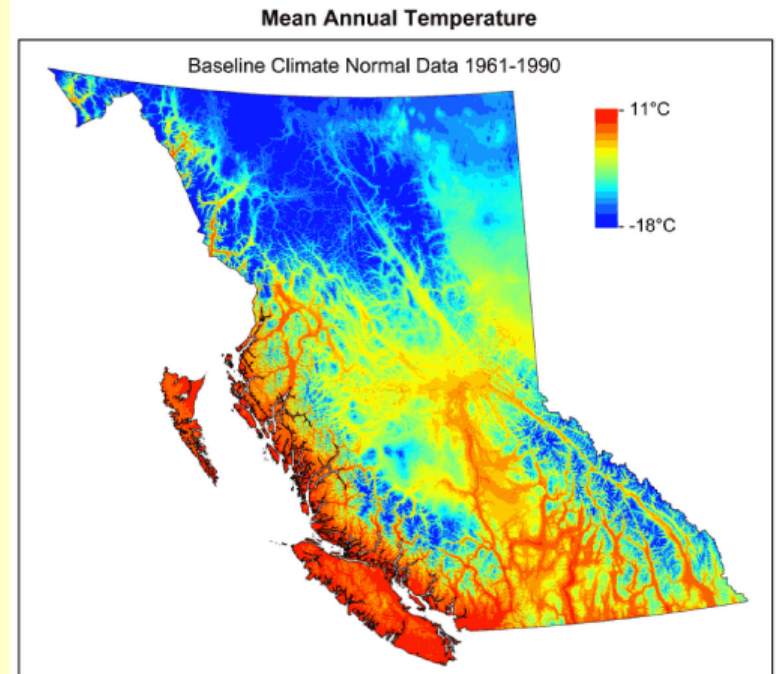 Mean Annual Temperature
Baseline Climate Normal Data 1961-1990
11°C
-18°C